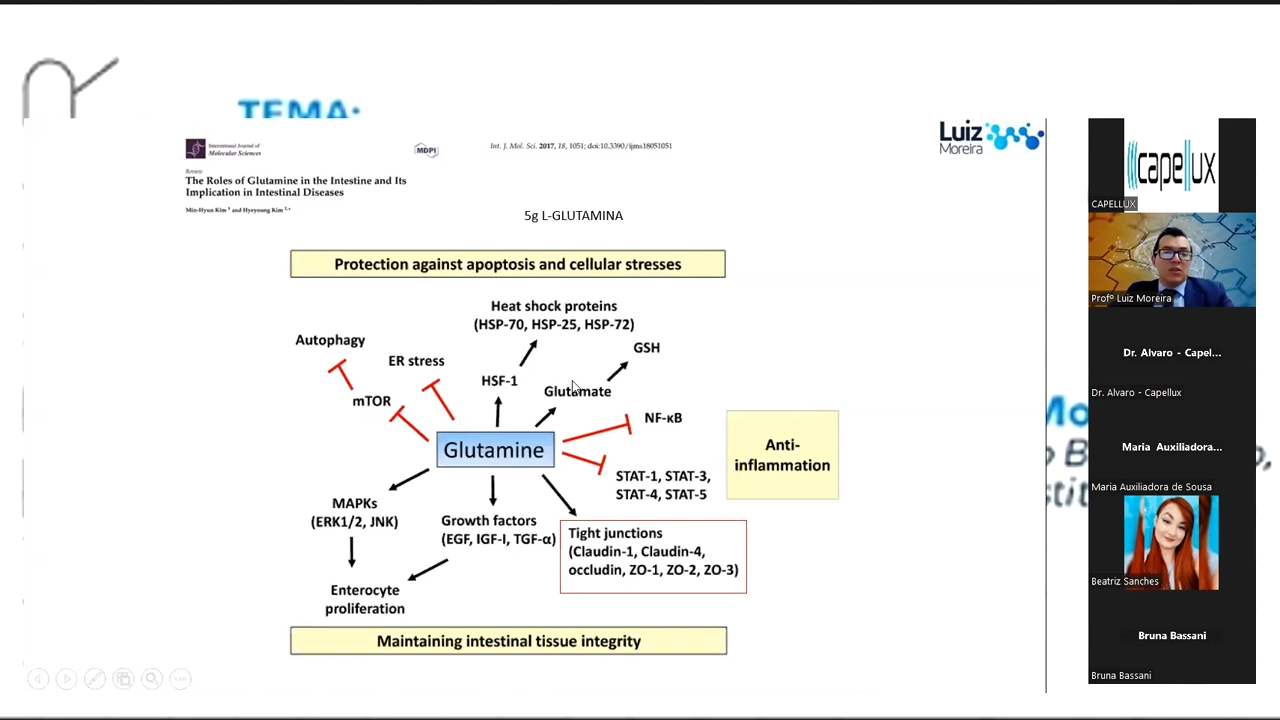 TEMA:
International Journal of
Molecular Sciences
MDPI
Int. J. Mol. Sci. 2017, 18, 1051; doi:10.3390/ijms18051051
Luiz
Moreira
Review
The Roles of Glutamine in the Intestine and Its
Implication in Intestinal Diseases
Min-Hyun Kim 1 and Hyeyoung Kim 2,*
5g L-GLUTAMINA
Protection against apoptosis and cellular stresses
Heat shock proteins
(HSP-70, HSP-25, HSP-72)
Autophagy
ER stress
GSH
HSF-1
Glutamate
mTOR
NF-κB
Glutamine
Anti-
inflammation
STAT-1, STAT-3,
STAT-4, STAT-5
MAPKs
(ERK1/2, JNK)
Growth factors
(EGF, IGF-I, TGF-α)
Tight junctions
(Claudin-1, Claudin-4,
occludin, ZO-1, ZO-2, ZO-3)
Enterocyte
proliferation
Maintaining intestinal tissue integrity
capellux
CAPELLUX
Profº Luiz Moreira
Dr. Alvaro - Capel...
Dr. Alvaro - Capellux
Maria Auxiliadora...
Maria Auxiliadora de Sousa
Beatriz Sanches
Bruna Bassani
Bruna Bassani